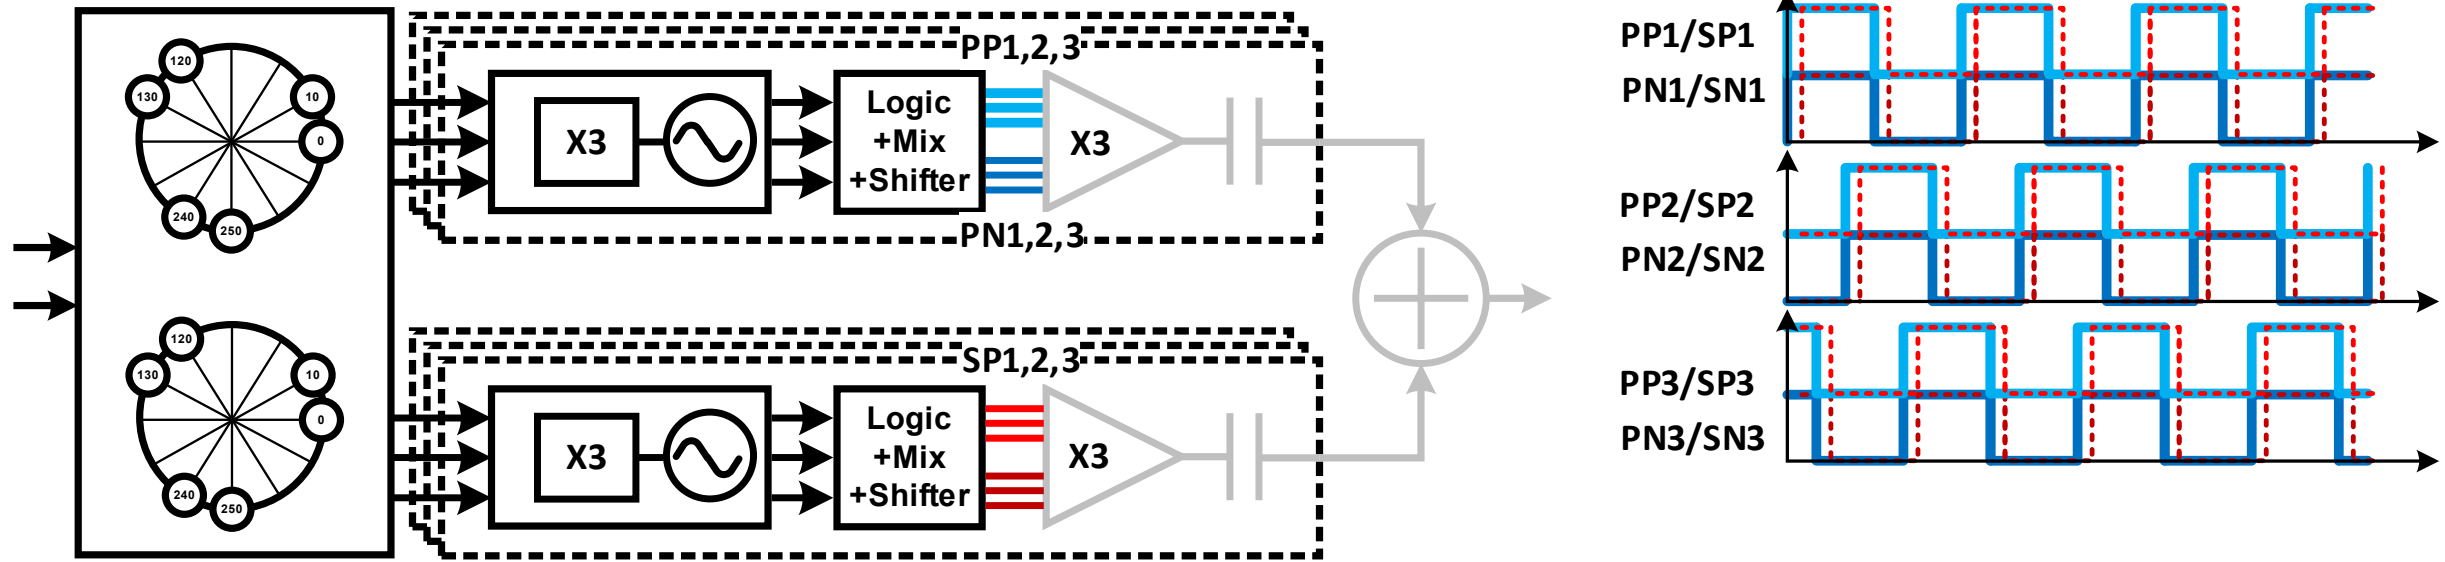 120
130
10
0
240
250
PP1,2,3
X3
Logic
+Mix
+Shifter
X3
PN1,2,3
120
130
10
0
240
250
SP1,2,3
X3
Logic
+Mix
+Shifter
X3
PP1/SP1
PN1/SN1
PP2/SP2
PN2/SN2
PP3/SP3
PN3/SN3